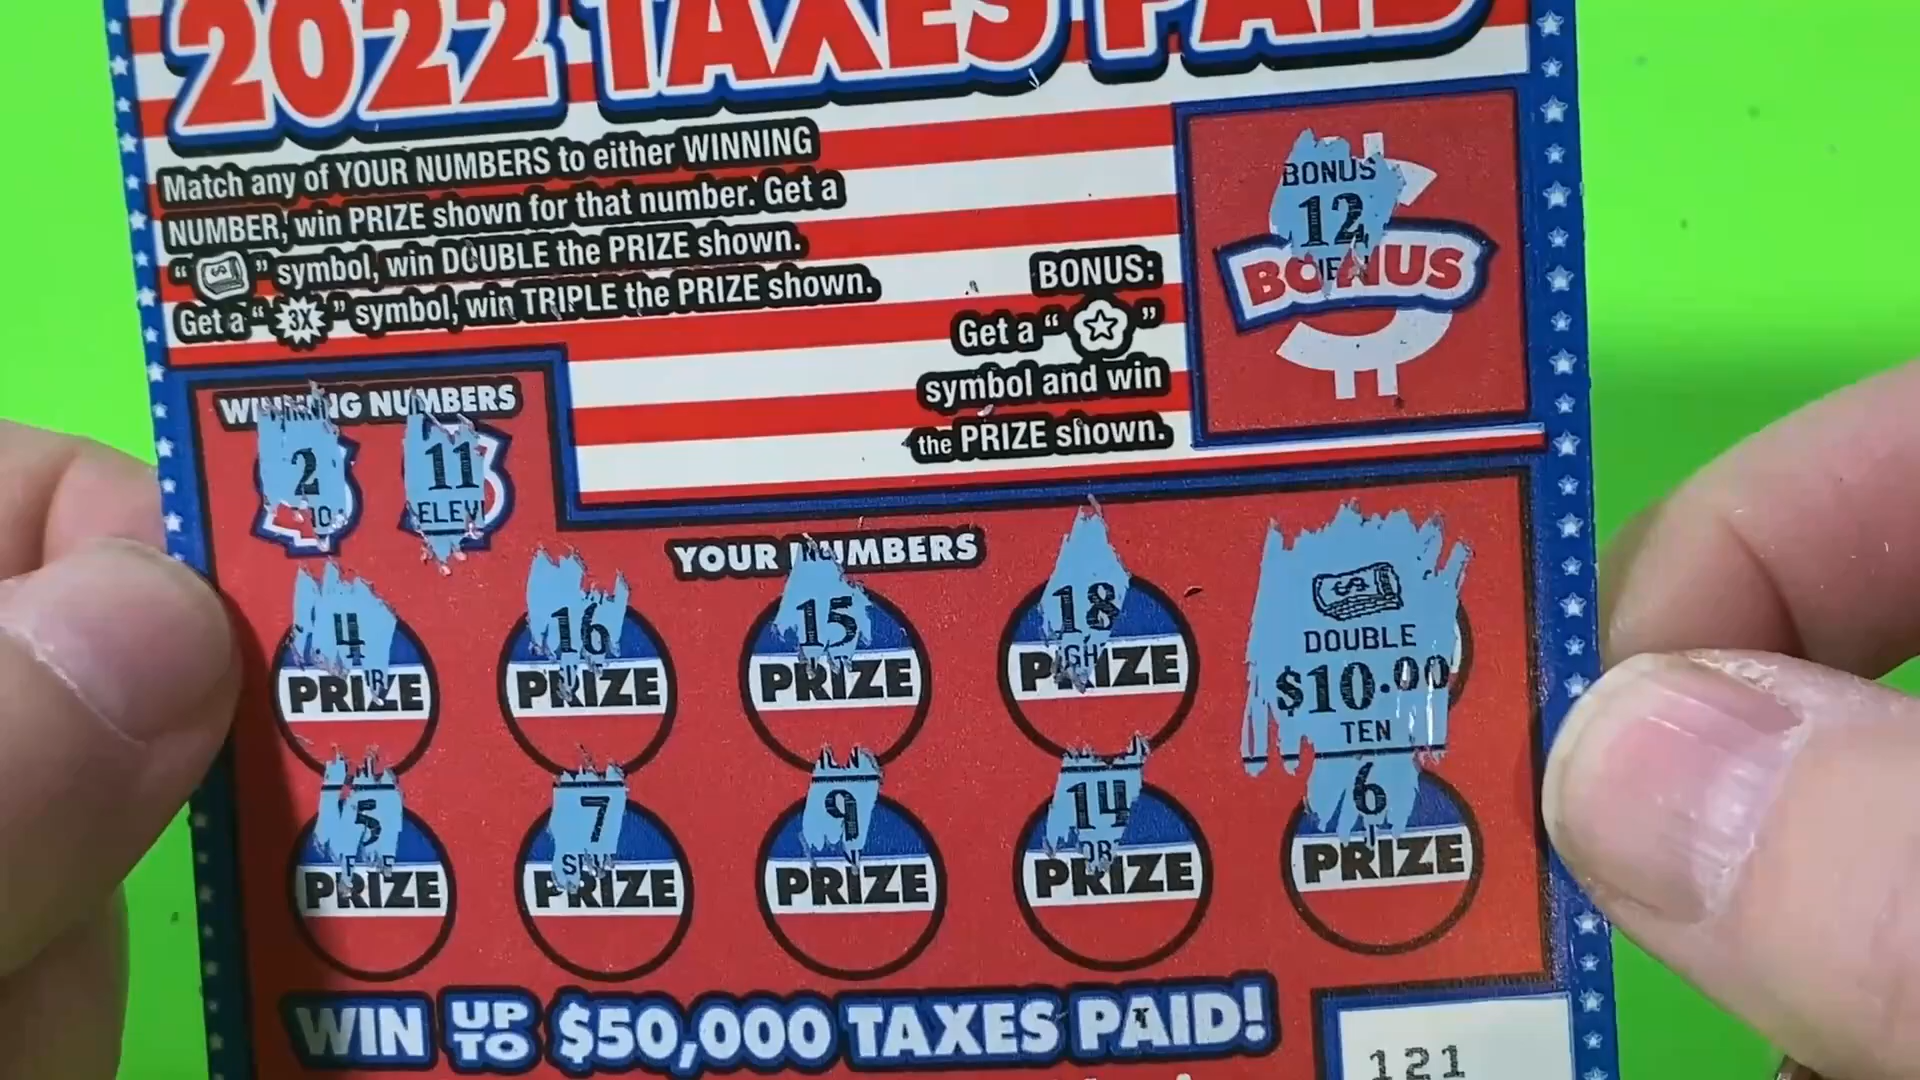 2022 TAXES PAID
Match any of YOUR NUMBERS to either WINNING
NUMBER, win PRIZE shown for that number. Get a
“ ” symbol, win DOUBLE the PRIZE shown.
Get a “ 3X ” symbol, win TRIPLE the PRIZE shown.
BONUS:
Get a “ ”
symbol and win
the PRIZE shown.
BONUS
12
BONUS
WINNING NUMBERS
2 11
YOUR NUMBERS
4 16 15 18
PRIZE PRIZE PRIZE PRIZE
DOUBLE
$10.00
TEN
5 7 9 14 6
PRIZE PRIZE PRIZE PRIZE PRIZE
WIN UP TO $50,000 TAXES PAID!
121